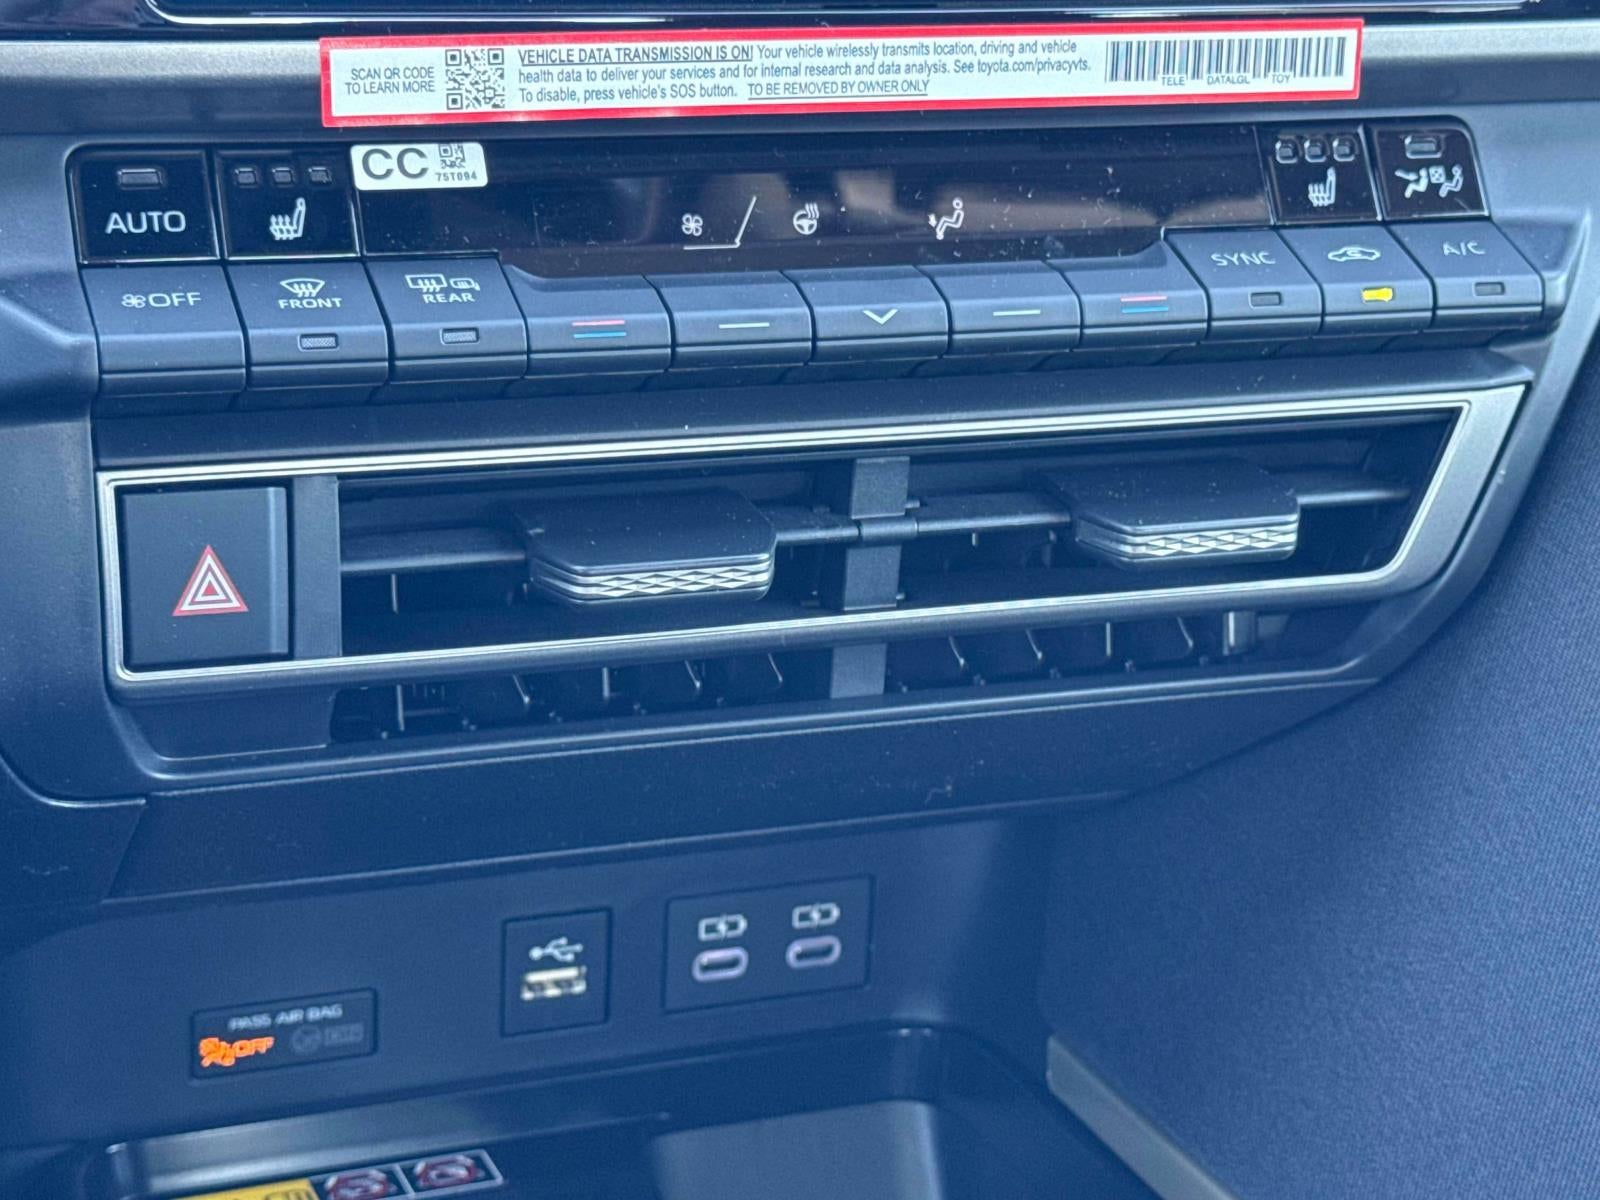 SCAN QR CODE
TO LEARN MORE
VEHICLE DATA TRANSMISSION IS ON! Your vehicle wirelessly transmits location, driving and vehicle
health data to deliver your services and for internal research and data analysis. See toyota.com/privacyvts.
To disable, press vehicle's SOS button. TO BE REMOVED BY OWNER ONLY
TELE DATALGL TOY
CC
75T094
AUTO
OFF
FRONT
REAR
SYNC
A/C
PASS AIR BAG
OFF